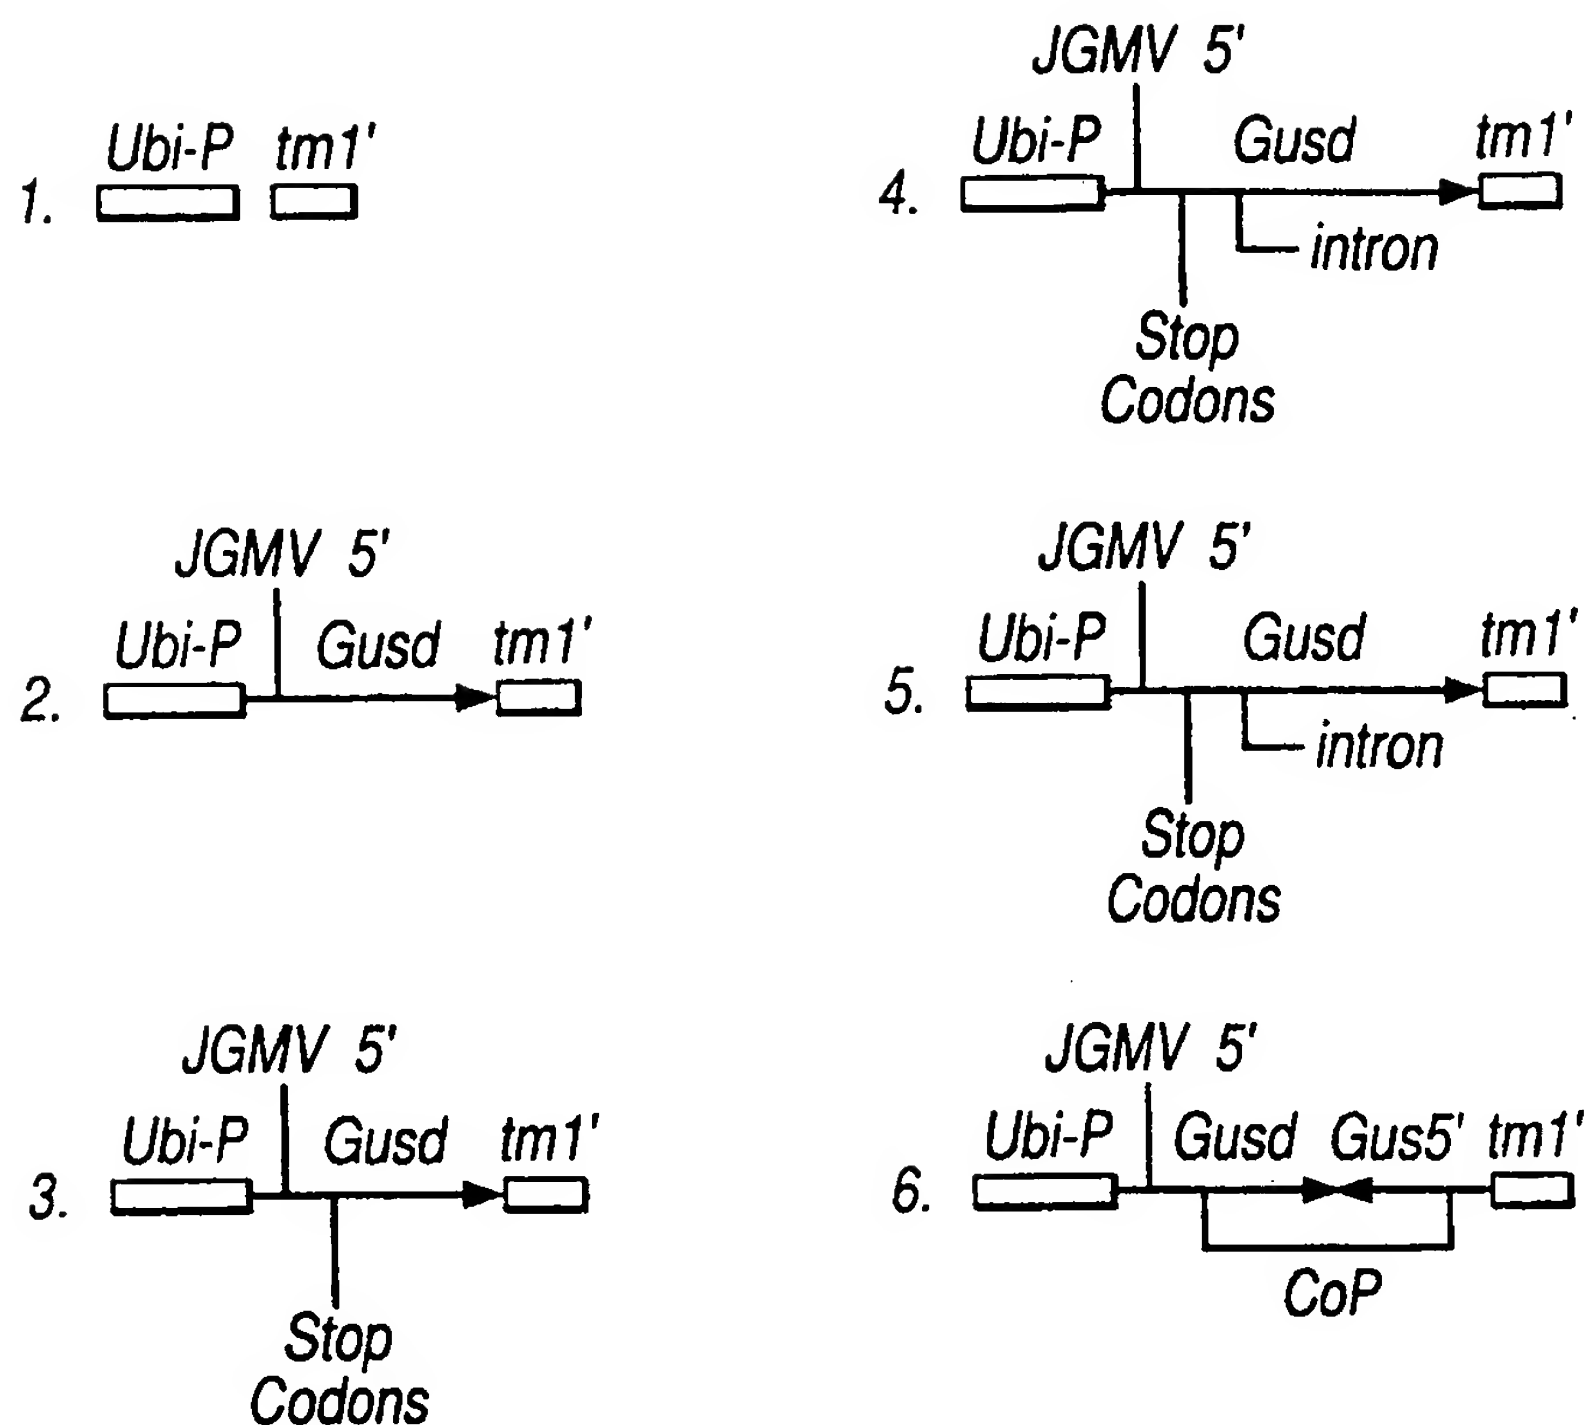 1. Ubi-P tm1'
JGMV 5'
2. Ubi-P Gusd tm1'
JGMV 5'
3. Ubi-P Gusd tm1'
Stop
Codons
JGMV 5'
4. Ubi-P Gusd tm1'
intron
Stop
Codons
JGMV 5'
5. Ubi-P Gusd tm1'
intron
Stop
Codons
JGMV 5'
6. Ubi-P Gusd Gus5' tm1'
CoP